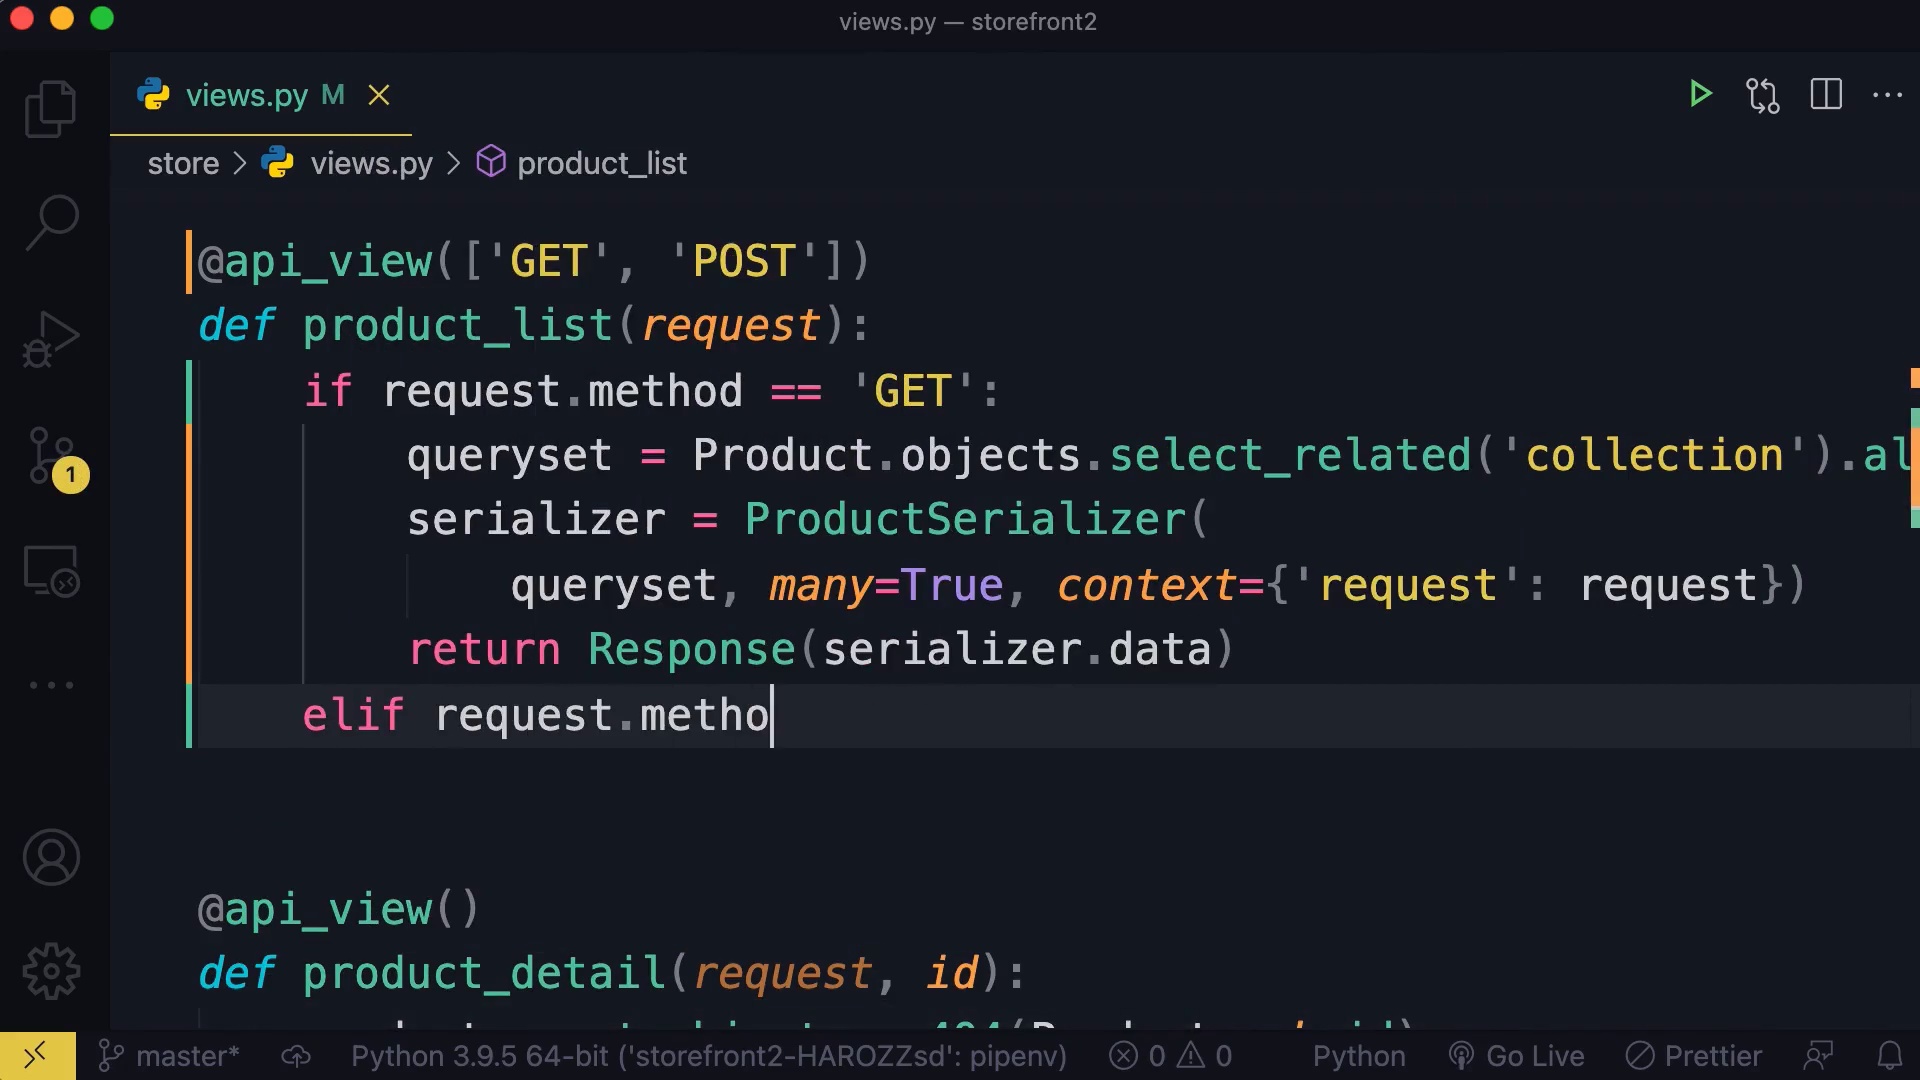 views.py — storefront2
views.py M
store > views.py > product_list
@api_view(['GET', 'POST'])
def product_list(request):
if request.method == 'GET':
queryset = Product.objects.select_related('collection').al
serializer = ProductSerializer(
queryset, many=True, context={'request': request})
return Response(serializer.data)
elif request.metho
1
@api_view()
def product_detail(request, id):
master* Python 3.9.5 64-bit ('storefront2-HAROZZsd': pipenv) 0 0 Python Go Live Prettier